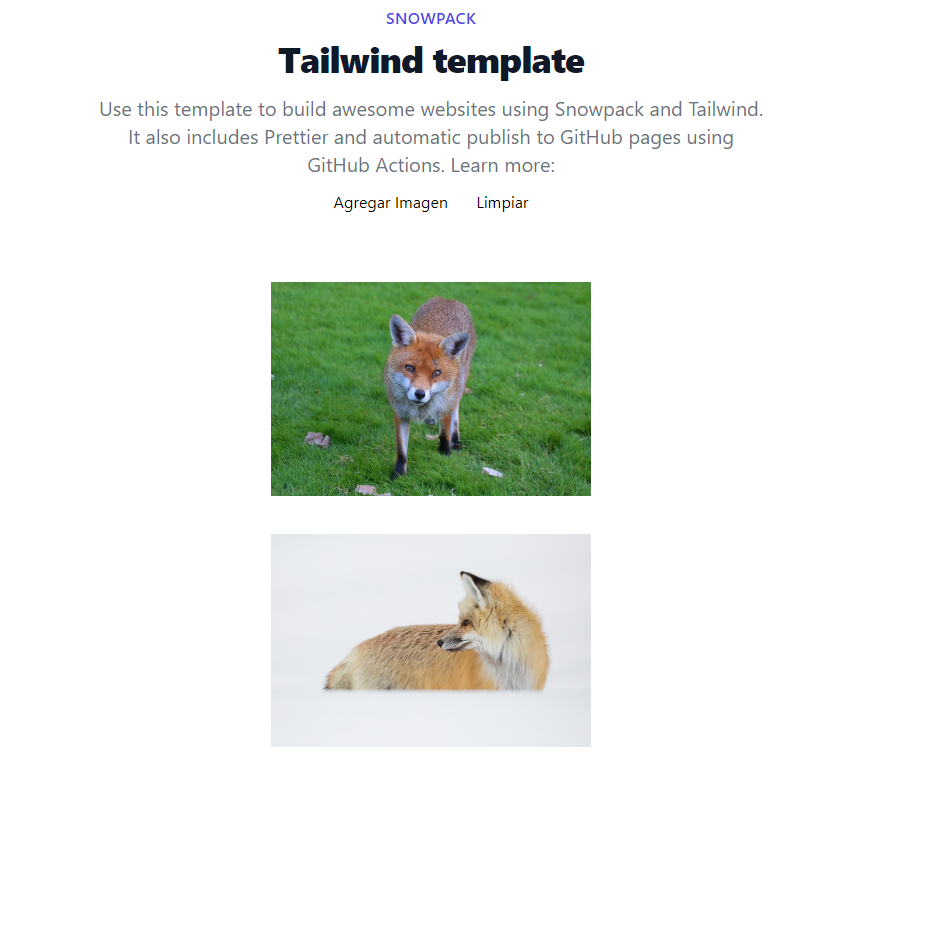 SNOWPACK
Tailwind template
Use this template to build awesome websites using Snowpack and Tailwind.
It also includes Prettier and automatic publish to GitHub pages using
GitHub Actions. Learn more:
Agregar Imagen Limpiar